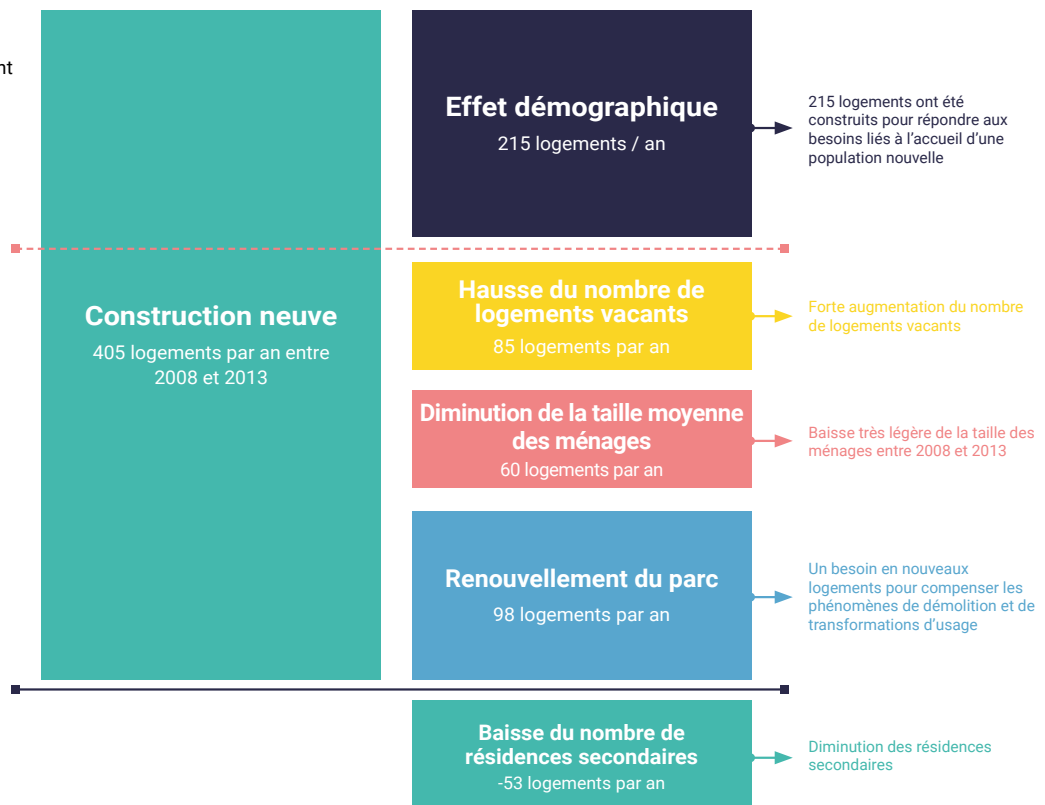 nt
Construction neuve
405 logements par an entre
2008 et 2013
Effet démographique
215 logements / an
215 logements ont été
construits pour répondre aux
besoins liés à l'accueil d'une
population nouvelle
Hausse du nombre de
logements vacants
85 logements par an
Forte augmentation du nombre
de logements vacants
Diminution de la taille moyenne
des ménages
60 logements par an
Baisse très légère de la taille des
ménages entre 2008 et 2013
Renouvellement du parc
98 logements par an
Un besoin en nouveaux
logements pour compenser les
phénomènes de démolition et de
transformations d'usage
Baisse du nombre de
résidences secondaires
-53 logements par an
Diminution des résidences
secondaires